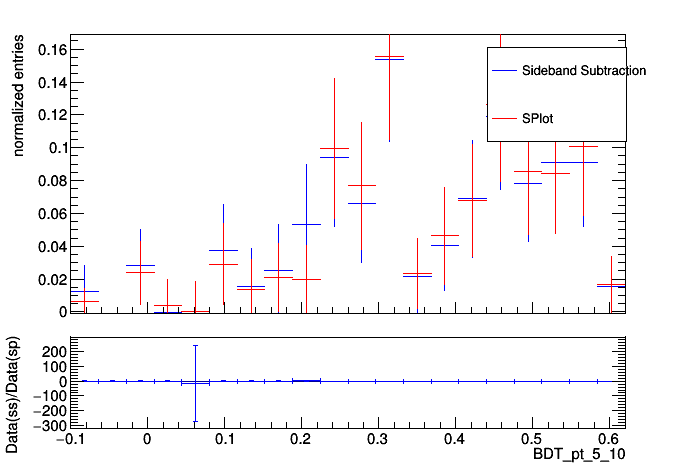 normalized entries
0.16
0.14
0.12
0.1
0.08
0.06
0.04
0.02
0
Sideband Subtraction
SPlot
Data(ss)/Data(sp)
200
100
0
−100
−200
−300
−0.1 0 0.1 0.2 0.3 0.4 0.5 0.6
BDT_pt_5_10